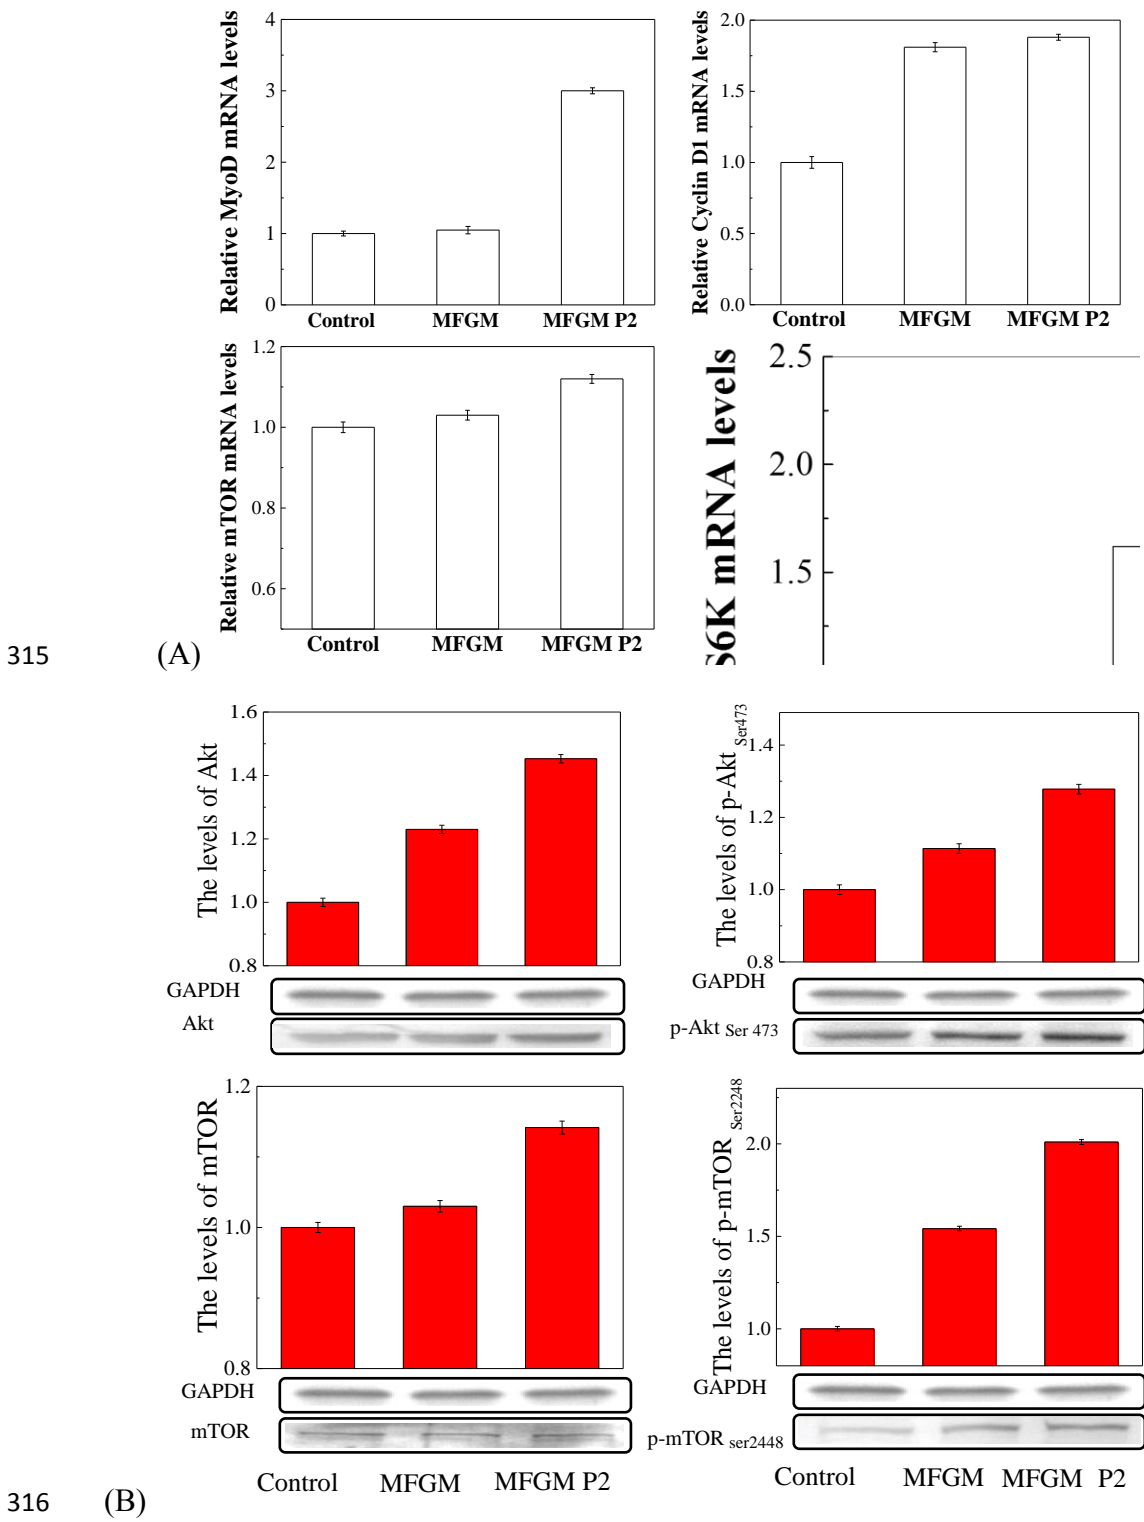 Relative MyoD mRNA levels
4
3
2
1
0
Control MFGM MFGM P2
Relative Cyclin D1 mRNA levels
2.0
1.5
1.0
0.5
0.0
Control MFGM MFGM P2
Relative mTOR mRNA levels
1.2
1.0
0.8
0.6
Control MFGM MFGM P2
S6K mRNA levels
2.5
2.0
1.5
315 (A)
The levels of Akt
1.6
1.4
1.2
1.0
0.8
GAPDH
Akt
The levels of p-Akt Ser473
1.4
1.2
1.0
0.8
GAPDH
p-Akt Ser 473
The levels of mTOR
1.2
1.0
0.8
GAPDH
mTOR
Control MFGM MFGM P2
The levels of p-mTOR Ser2248
2.0
1.5
1.0
GAPDH
p-mTOR ser2448
Control MFGM MFGM P2
316 (B)